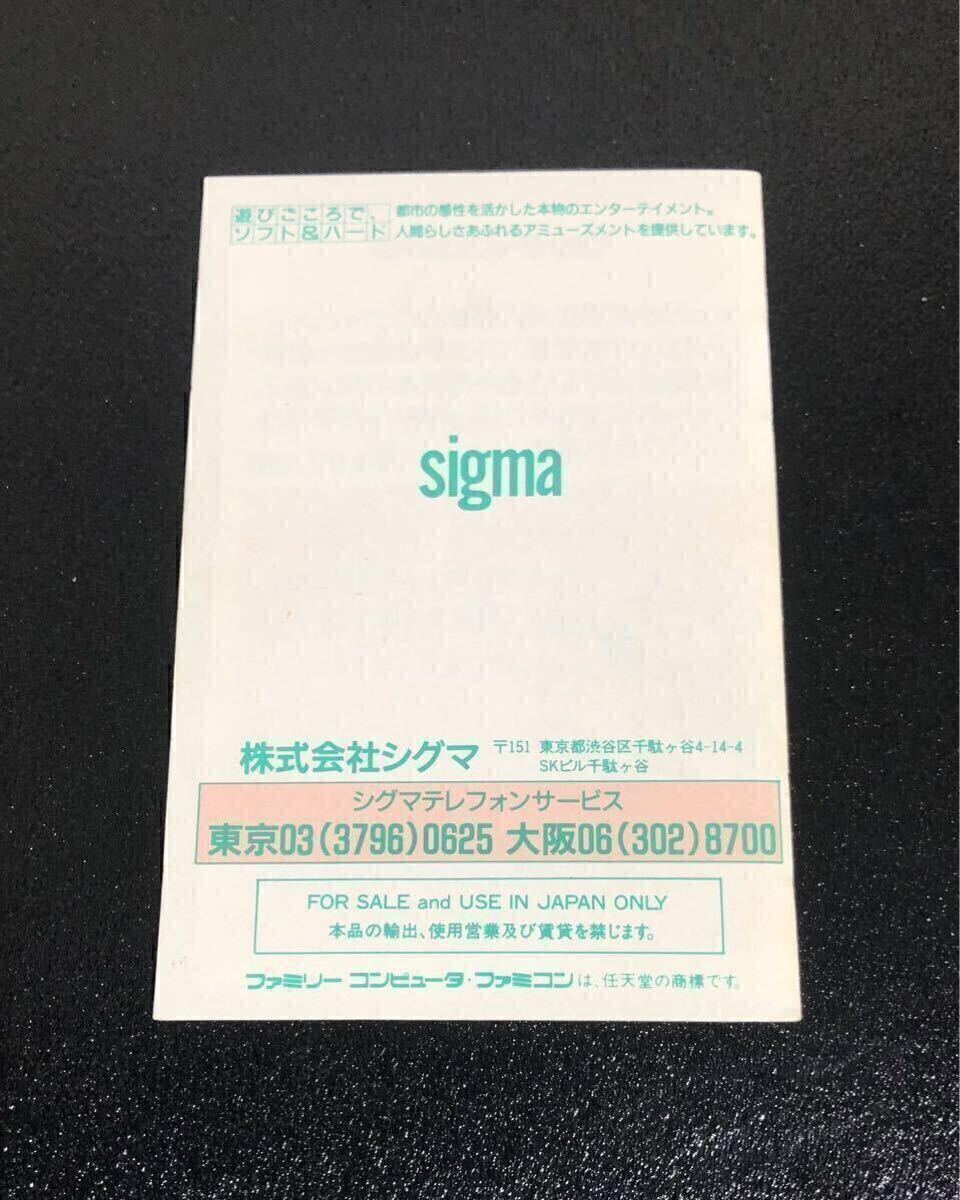 遊びごころで、
ソフト&ハード
都市の感性を活かした本物のエンターテイメント。
人間らしさあふれるアミューズメントを提供しています。
sigma
株式会社シグマ
〒151 東京都渋谷区千駄ヶ谷4-14-4
SKビル千駄ヶ谷
シグマテレフォンサービス
東京03(3796)0625 大阪06(302)8700
FOR SALE and USE IN JAPAN ONLY
本品の輸出、使用営業及び賃貸を禁じます。
ファミリーコンピュータ・ファミコンは、任天堂の商標です。